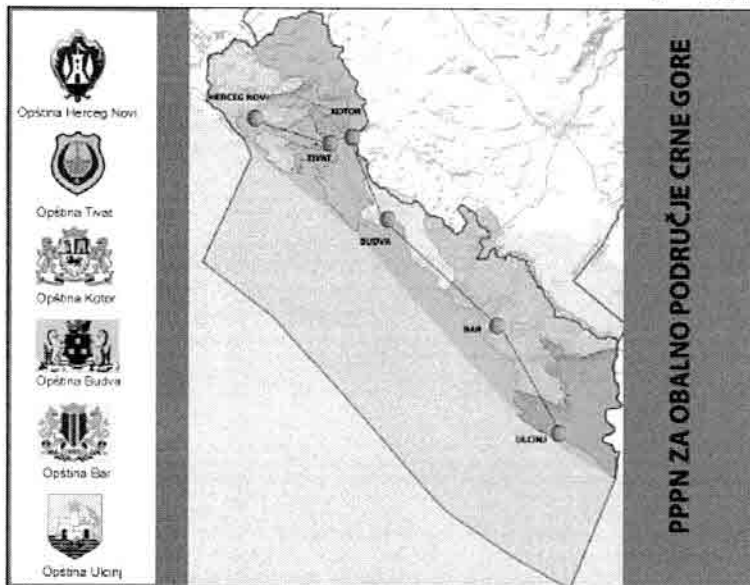 Opština Herceg Novi
Opština Tivat
Opština Kotor
Opština Budva
Opština Bar
Opština Ulcinj
HERCEG NOVI
KOTOR
TIVAT
BUDVA
BAR
ULCINJ
PPPN ZA OBALNO PODRUČJE CRNE GORE